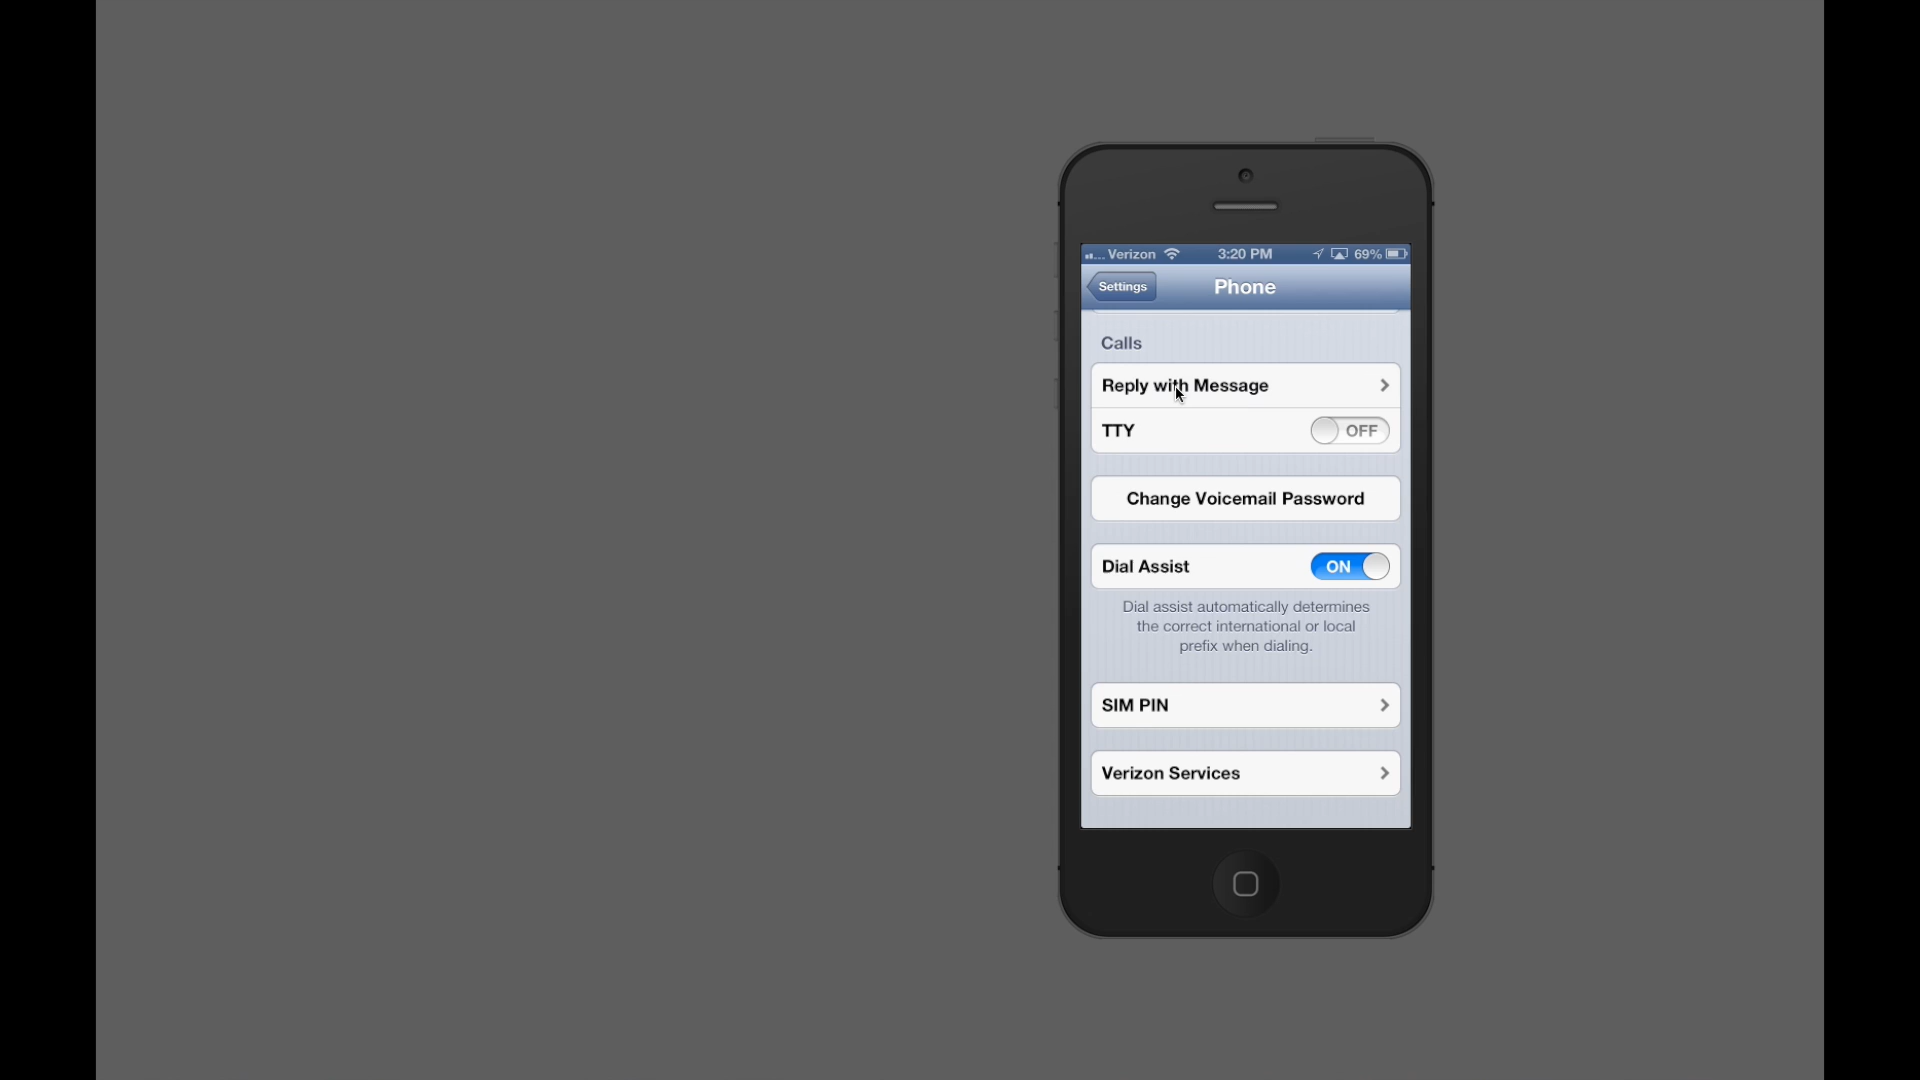 Verizon 3:20 PM 69%
Settings Phone
Calls
Reply with Message
TTY OFF
Change Voicemail Password
Dial Assist ON
Dial assist automatically determines
the correct international or local
prefix when dialing.
SIM PIN
Verizon Services